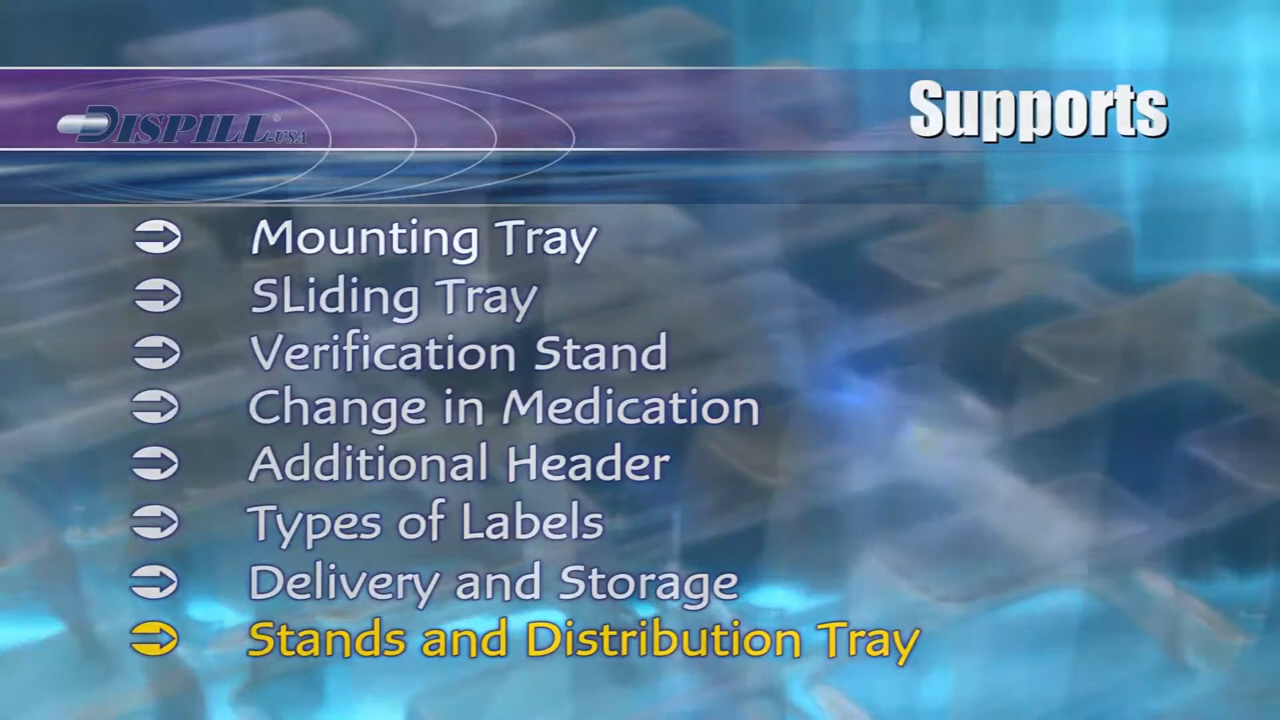 DISPILL-USA
Supports
Mounting Tray
SLiding Tray
Verification Stand
Change in Medication
Additional Header
Types of Labels
Delivery and Storage
Stands and Distribution Tray